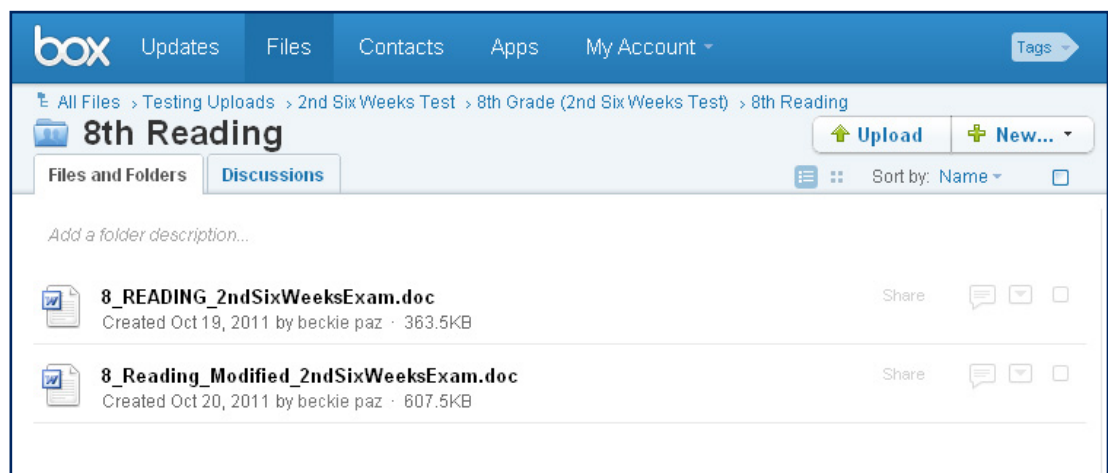 box Updates Files Contacts Apps My Account Tags
All Files › Testing Uploads › 2nd Six Weeks Test › 8th Grade (2nd Six Weeks Test) › 8th Reading
8th Reading
Upload New...
Files and Folders Discussions Sort by: Name
Add a folder description...
8_READING_2ndSixWeeksExam.doc Share
Created Oct 19, 2011 by beckie paz · 363.5KB
8_Reading_Modified_2ndSixWeeksExam.doc Share
Created Oct 20, 2011 by beckie paz · 607.5KB